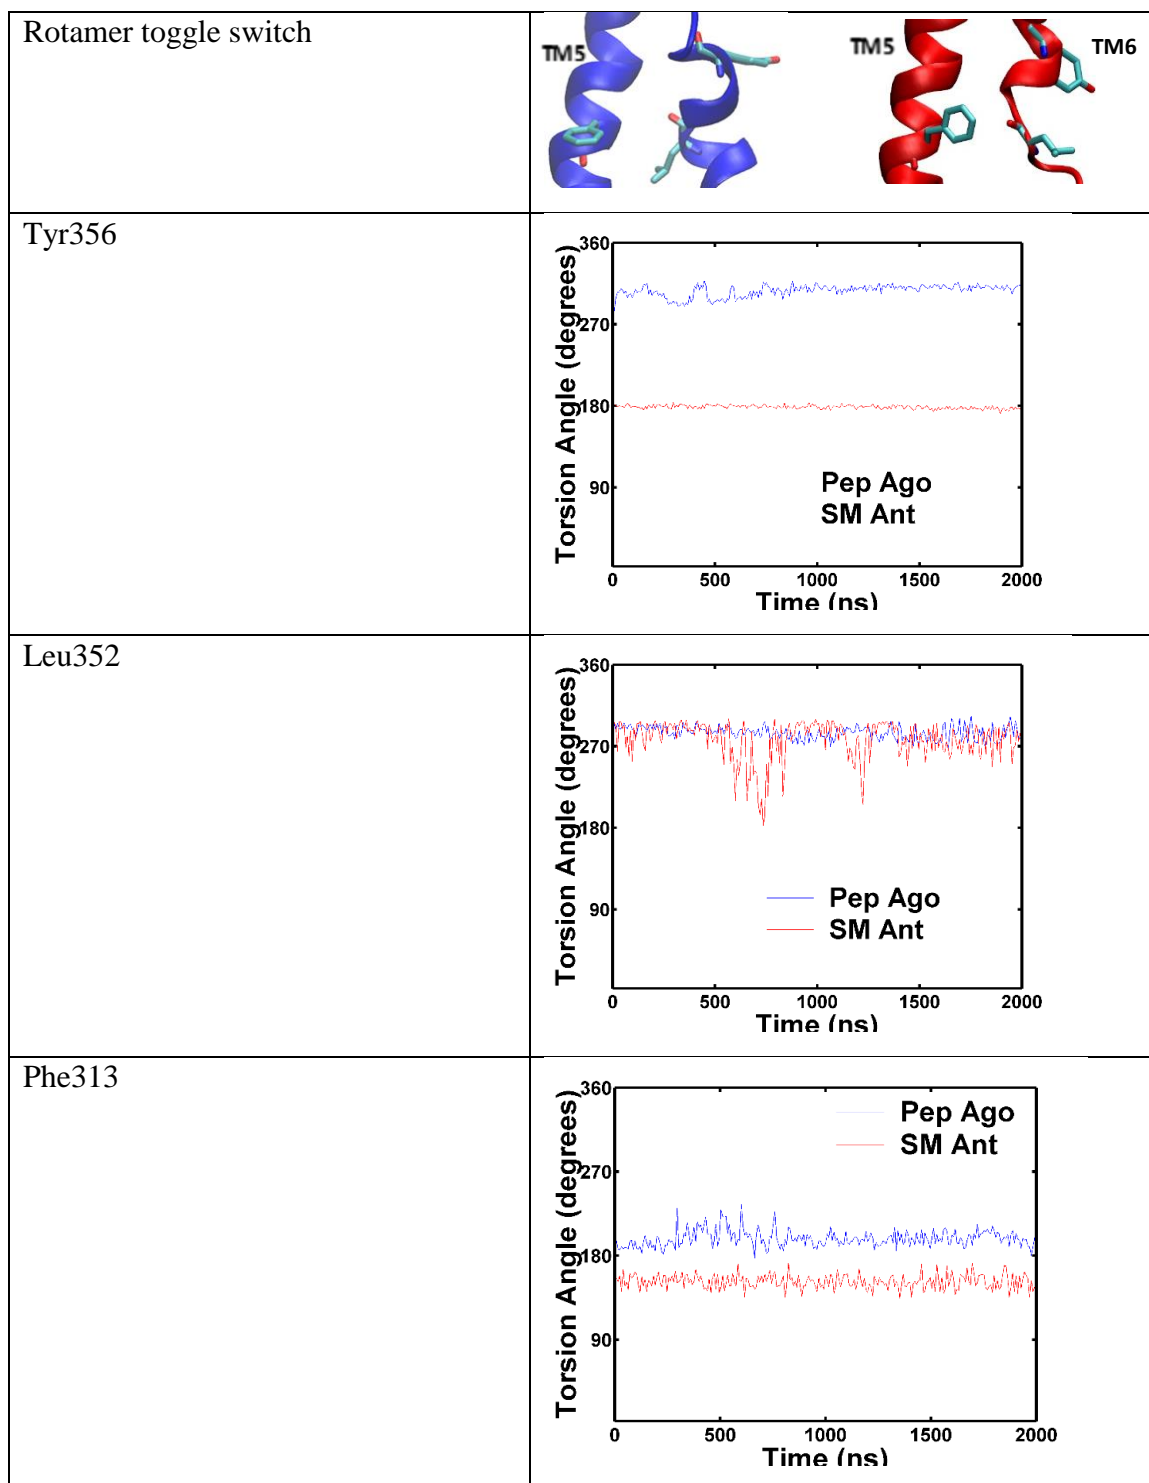 Rotamer toggle switch
TM5
TM5
TM6
Tyr356
360
270
180
90
Torsion Angle (degrees)
Pep Ago
SM Ant
0 500 1000 1500 2000
Time (ns)
Leu352
360
270
180
90
Torsion Angle (degrees)
Pep Ago
SM Ant
0 500 1000 1500 2000
Time (ns)
Phe313
360
270
180
90
Torsion Angle (degrees)
Pep Ago
SM Ant
0 500 1000 1500 2000
Time (ns)